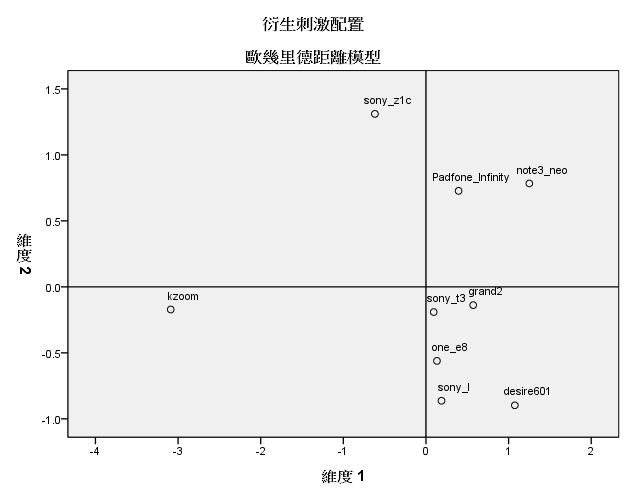 衍生刺激配置
歐幾里德距離模型
1.5
1.0
0.5
0.0
-0.5
-1.0
sony_z1c
note3_neo
Padfone_Infinity
kzoom
grand2
sony_t3
one_e8
sony_l
desire601
維度 2
-4
-3
-2
-1
0
1
2
維度 1